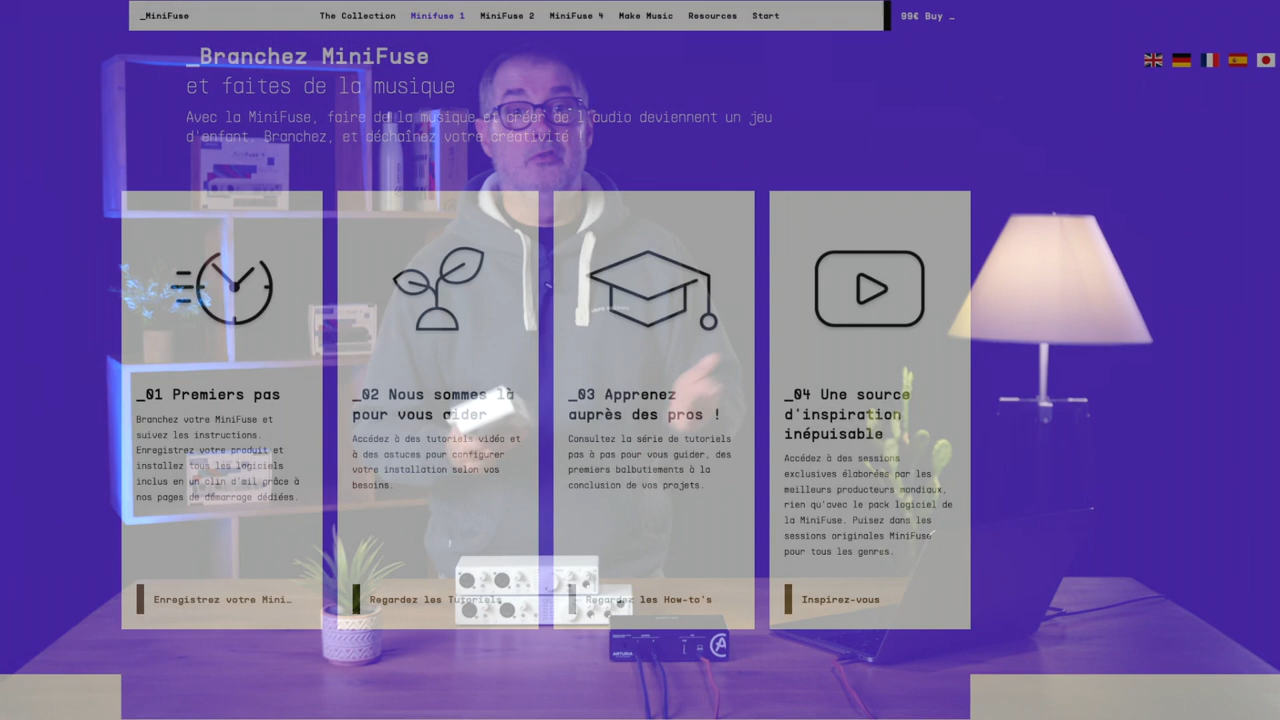 _MiniFuse
The Collection Minifuse 1 MiniFuse 2 MiniFuse 4 Make Music Resources Start
99€ Buy _
_Branchez MiniFuse
et faites de la musique
Avec la MiniFuse, faire de la musique et créer de l'audio deviennent un jeu
d'enfant. Branchez, et déchaînez votre créativité !
_01 Premiers pas
Branchez votre MiniFuse et
suivez les instructions.
Enregistrez votre produit et
installez tous les logiciels
inclus en un clin d'œil grâce à
nos pages de démarrage dédiées.
Enregistrez votre Mini…
_02 Nous sommes là
pour vous aider
Accédez à des tutoriels vidéo et
à des astuces pour configurer
votre installation selon vos
besoins.
Regardez les Tutoriels
_03 Apprenez
auprès des pros !
Consultez la série de tutoriels
pas à pas pour vous guider, des
premiers balbutiements à la
conclusion de vos projets.
Regardez les How-to's
_04 Une source
d'inspiration
inépuisable
Accédez à des sessions
exclusives élaborées par les
meilleurs producteurs mondiaux,
rien qu'avec le pack logiciel de
la MiniFuse. Puisez dans les
sessions originales MiniFuse
pour tous les genres.
Inspirez-vous
ARTURIA